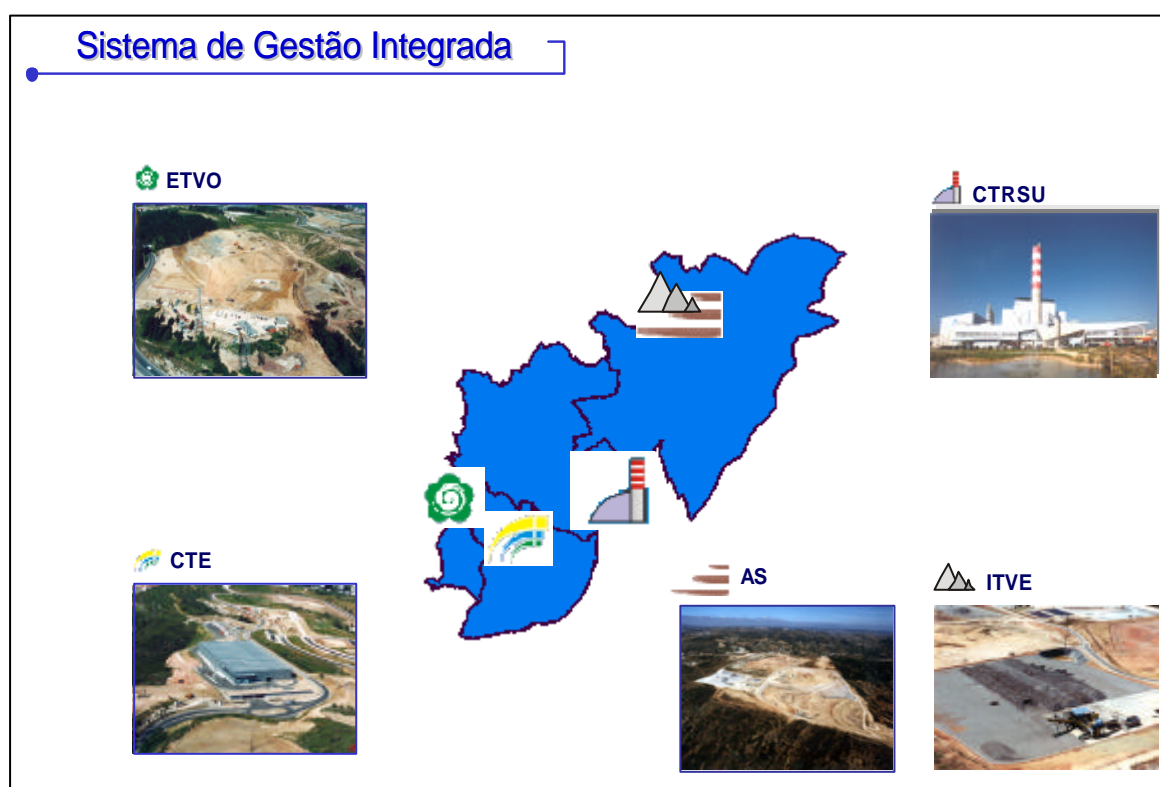 Sistema de Gestão Integrada
ETVO
CTRSU
CTE
AS
ITVE